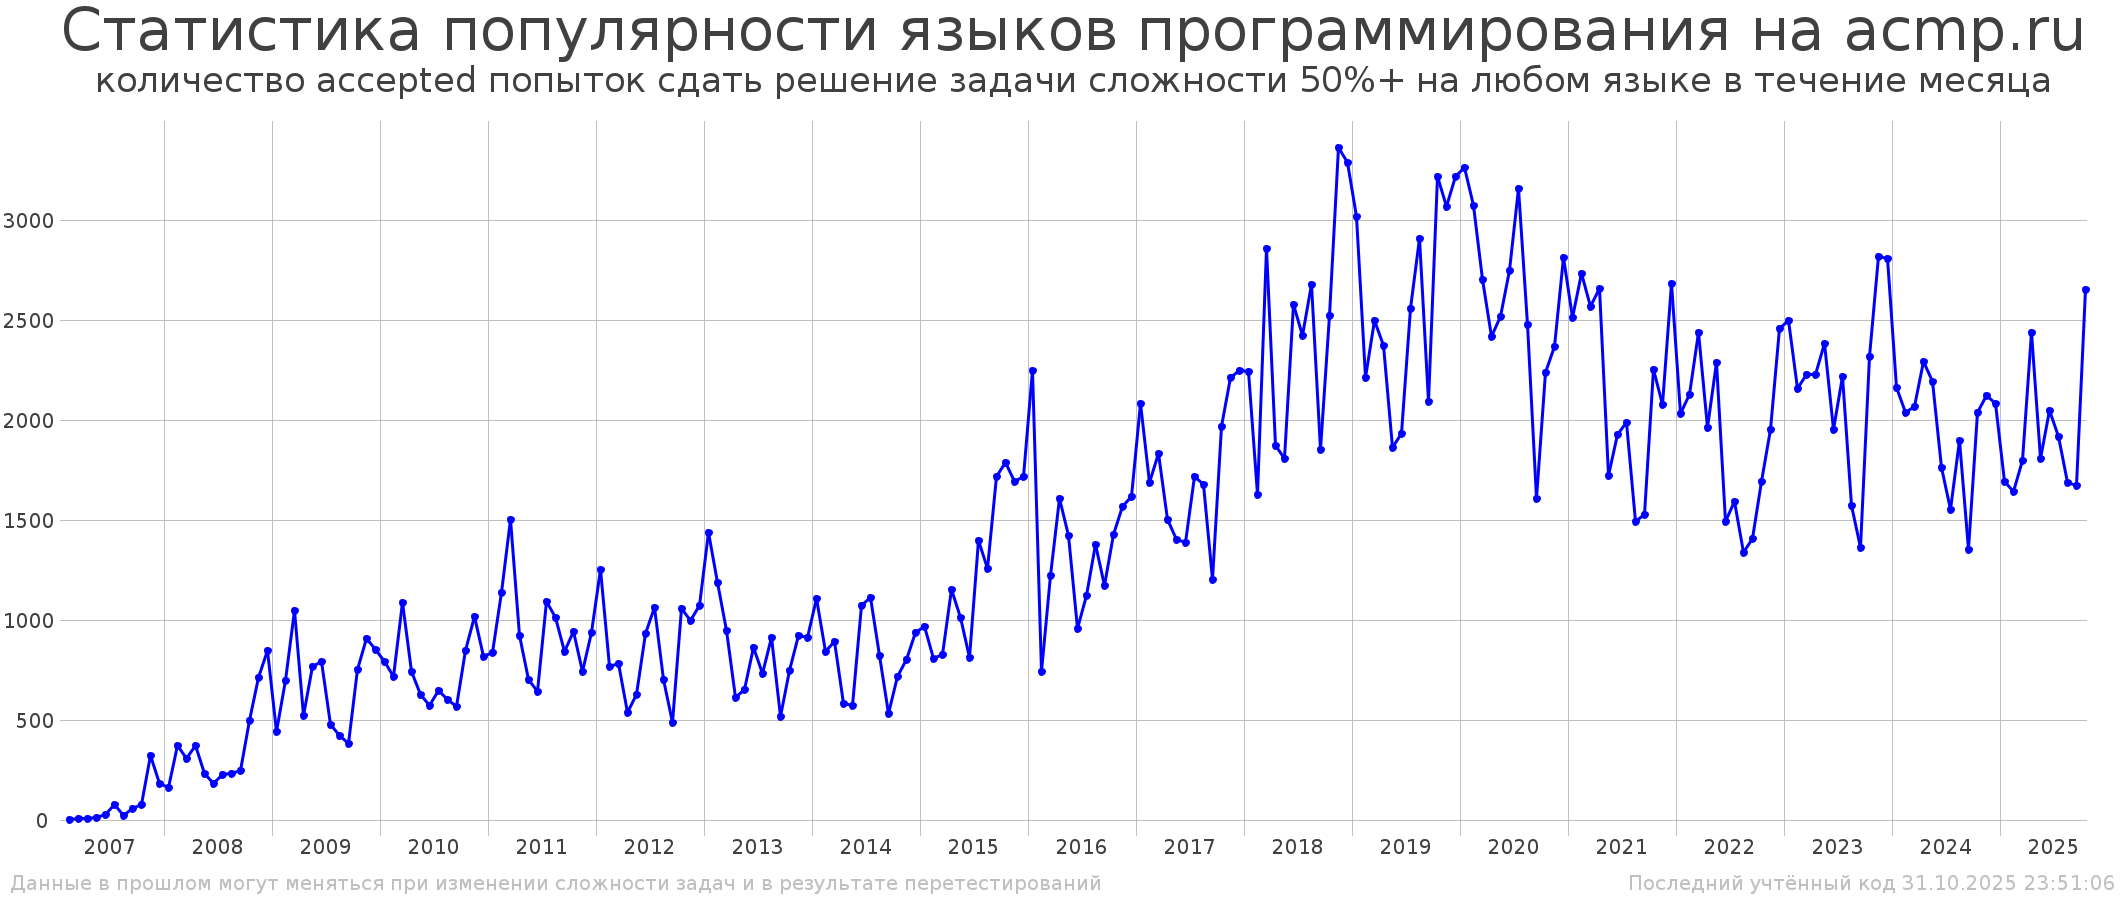 Статистика популярности языков программирования на acmp.ru
количество accepted попыток сдать решение задачи сложности 50%+ на любом языке в течение месяца
3000
2500
2000
1500
1000
500
0
2007 2008 2009 2010 2011 2012 2013 2014 2015 2016 2017 2018 2019 2020 2021 2022 2023 2024 2025
Данные в прошлом могут меняться при изменении сложности задач и в результате перетестирований
Последний учтённый код 31.10.2025 23:51:06